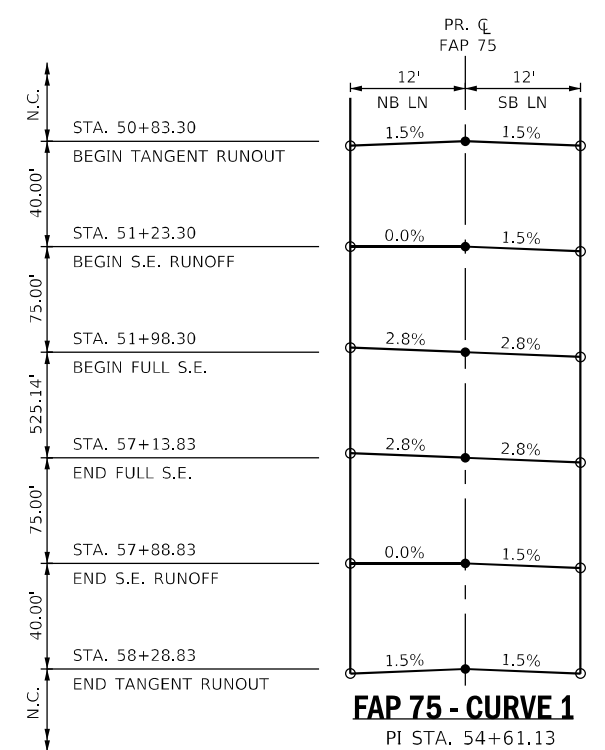 PR. ℄
FAP 75
12' 12'
NB LN SB LN
N.C.
STA. 50+83.30
BEGIN TANGENT RUNOUT
1.5% 1.5%
40.00'
STA. 51+23.30
BEGIN S.E. RUNOFF
0.0% 1.5%
75.00'
STA. 51+98.30
BEGIN FULL S.E.
2.8% 2.8%
525.14'
STA. 57+13.83
END FULL S.E.
2.8% 2.8%
75.00'
STA. 57+88.83
END S.E. RUNOFF
0.0% 1.5%
40.00'
STA. 58+28.83
END TANGENT RUNOUT
1.5% 1.5%
N.C.
FAP 75 - CURVE 1
PI STA. 54+61.13